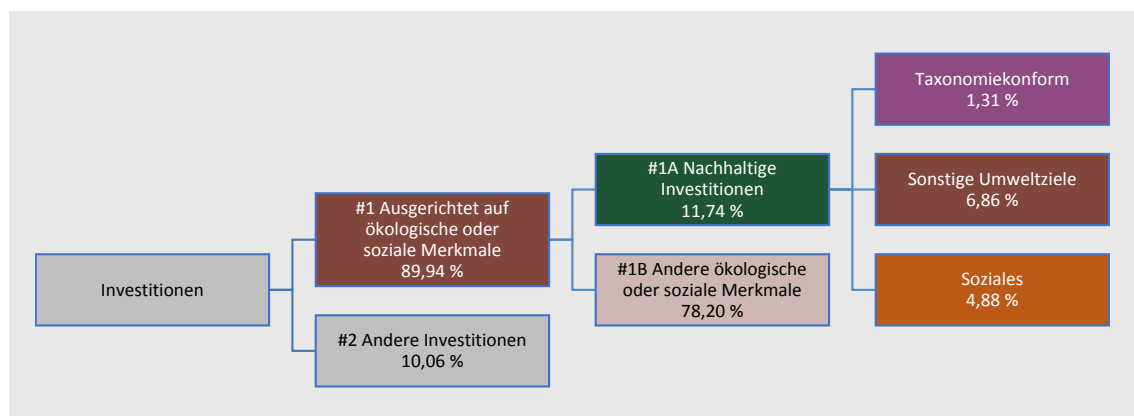 Investitionen
#1 Ausgerichtet auf
ökologische oder
soziale Merkmale
89,94 %
#2 Andere Investitionen
10,06 %
#1A Nachhaltige
Investitionen
11,74 %
#1B Andere ökologische
oder soziale Merkmale
78,20 %
Taxonomiekonform
1,31 %
Sonstige Umweltziele
6,86 %
Soziales
4,88 %